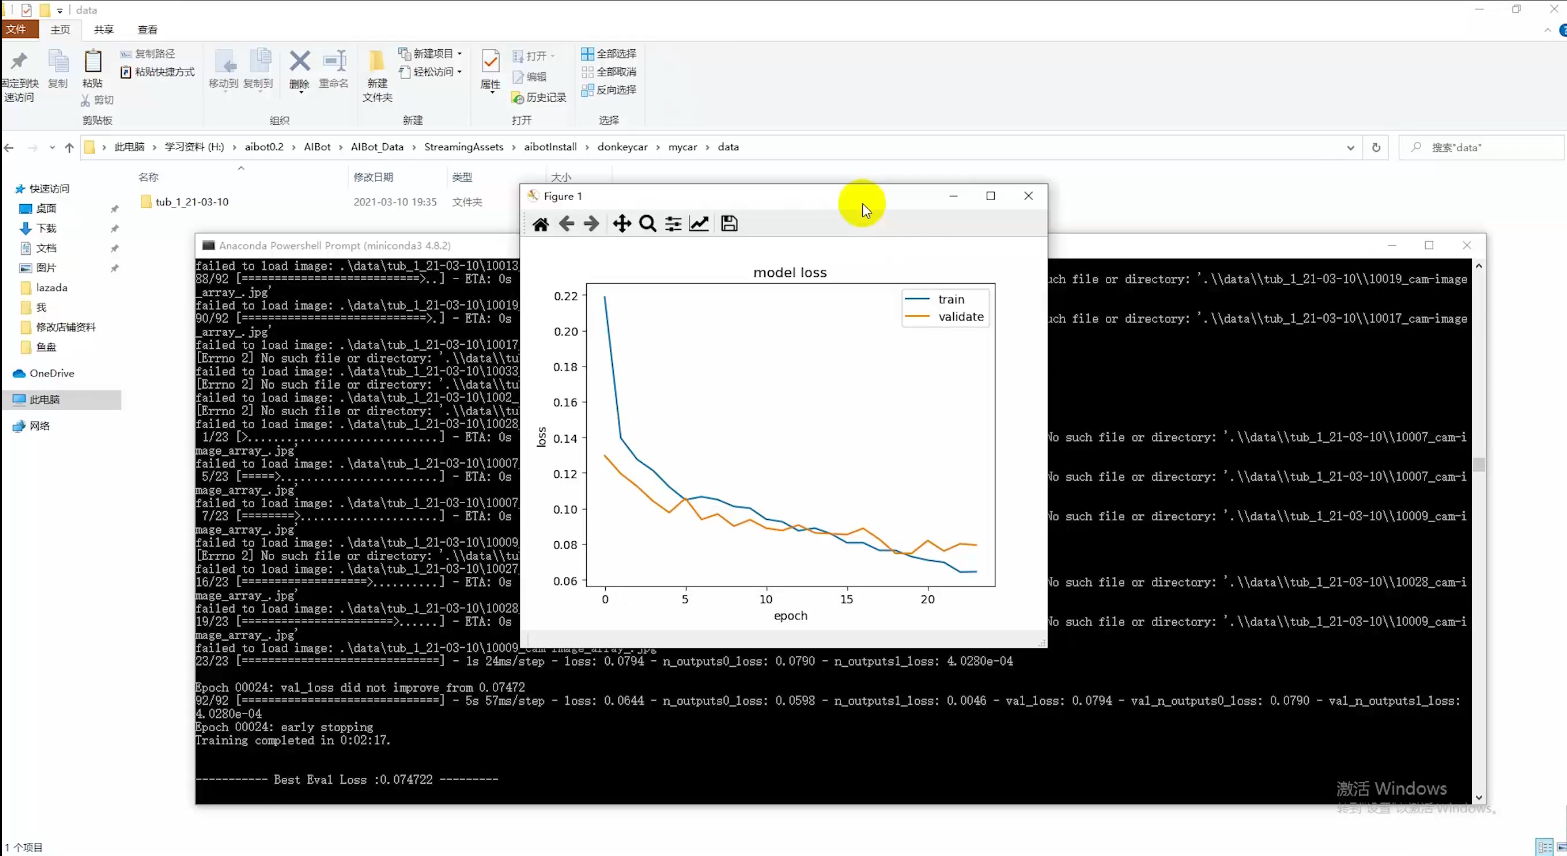 data
文件
主页
共享
查看
固定到快
速访问
复制
粘贴
复制路径
粘贴快捷方式
剪切
剪贴板
移动到
复制到
删除
重命名
组织
新建
文件夹
新建项目
轻松访问
新建
属性
打开
编辑
历史记录
打开
全部选择
全部取消
反向选择
选择
此电脑 > 学习资料 (H:) > aibot0.2 > AIBot > AIBot_Data > StreamingAssets > aibotInstall > donkeycar > mycar > data
搜索"data"
名称
修改日期
类型
大小
tub_1_21-03-10
2021-03-10 19:35
文件夹
快速访问
桌面
下载
文档
图片
lazada
我
修改店铺资料
鱼盘
OneDrive
此电脑
网络
1 个项目
Figure 1
model loss
train
validate
0.22
0.20
0.18
0.16
0.14
0.12
0.10
0.08
0.06
loss
0 5 10 15 20
epoch
Anaconda Powershell Prompt (miniconda3 4.8.2)
failed to load image: .\data\tub_1_21-03-10\10013
88/92 [============================>..] - ETA: 0s
uch file or directory: '.\\data\\tub_1_21-03-10\\10019_cam-image
_array_.jpg'
failed to load image: .\data\tub_1_21-03-10\10019
90/92 [============================>.] - ETA: 0s
uch file or directory: '.\\data\\tub_1_21-03-10\\10017_cam-image
_array_.jpg'
failed to load image: .\data\tub_1_21-03-10\10017
[Errno 2] No such file or directory: '.\\data\\tu
failed to load image: .\data\tub_1_21-03-10\10033
[Errno 2] No such file or directory: '.\\data\\tu
failed to load image: .\data\tub_1_21-03-10\1002_
[Errno 2] No such file or directory: '.\\data\\tu
failed to load image: .\data\tub_1_21-03-10\10028
1/23 [>.............................] - ETA: 0s
No such file or directory: '.\\data\\tub_1_21-03-10\\10007_cam-i
mage_array_.jpg'
failed to load image: .\data\tub_1_21-03-10\10007
5/23 [=====>........................] - ETA: 0s
No such file or directory: '.\\data\\tub_1_21-03-10\\10007_cam-i
mage_array_.jpg'
failed to load image: .\data\tub_1_21-03-10\10007
7/23 [========>.....................] - ETA: 0s
No such file or directory: '.\\data\\tub_1_21-03-10\\10009_cam-i
mage_array_.jpg'
failed to load image: .\data\tub_1_21-03-10\10009
[Errno 2] No such file or directory: '.\\data\\tu
failed to load image: .\data\tub_1_21-03-10\10027
16/23 [===================>..........] - ETA: 0s
No such file or directory: '.\\data\\tub_1_21-03-10\\10028_cam-i
mage_array_.jpg'
failed to load image: .\data\tub_1_21-03-10\10028
19/23 [=======================>......] - ETA: 0s
No such file or directory: '.\\data\\tub_1_21-03-10\\10009_cam-i
mage_array_.jpg'
failed to load image: .\data\tub_1_21-03-10\10009_cam-image_array_.jpg
23/23 [==============================] - 1s 24ms/step - loss: 0.0794 - n_outputs0_loss: 0.0790 - n_outputs1_loss: 4.0280e-04
Epoch 00024: val_loss did not improve from 0.07472
92/92 [==============================] - 5s 57ms/step - loss: 0.0644 - n_outputs0_loss: 0.0598 - n_outputs1_loss: 0.0046 - val_loss: 0.0794 - val_n_outputs0_loss: 0.0790 - val_n_outputs1_loss:
4.0280e-04
Epoch 00024: early stopping
Training completed in 0:02:17.
----------- Best Eval Loss :0.074722 ---------
激活 Windows
转到"设置"以激活 Windows。